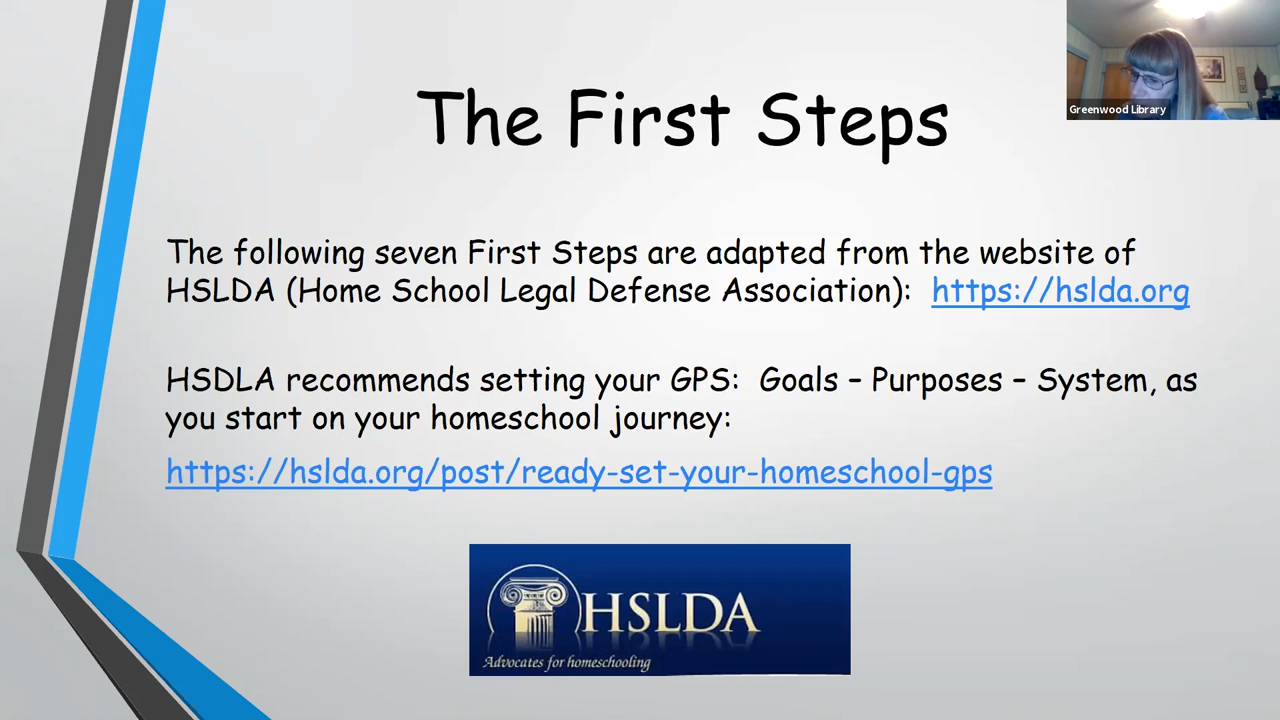 Greenwood Library
The First Steps
The following seven First Steps are adapted from the website of
HSLDA (Home School Legal Defense Association): https://hslda.org
HSDLA recommends setting your GPS: Goals – Purposes – System, as
you start on your homeschool journey:
https://hslda.org/post/ready-set-your-homeschool-gps
HSLDA
Advocates for homeschooling